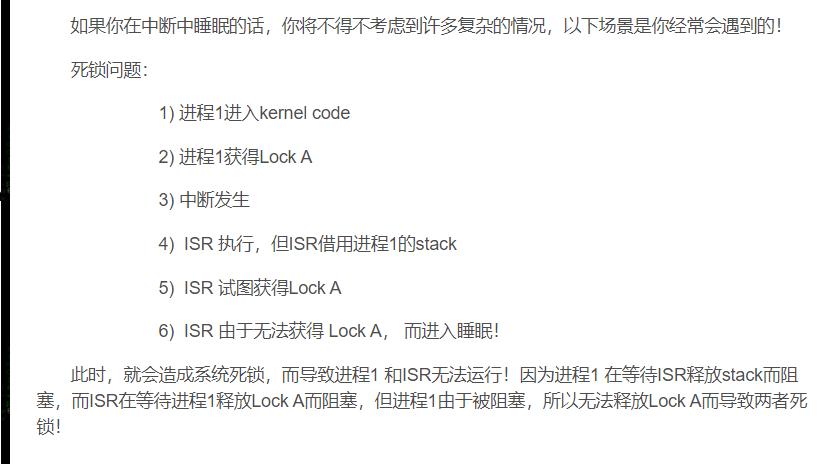 如果你在中断中睡眠的话，你将不得不考虑到许多复杂的情况，以下场景是你经常会遇到的！
死锁问题：
1) 进程1进入kernel code
2) 进程1获得Lock A
3) 中断发生
4)  ISR 执行，但ISR借用进程1的stack
5)  ISR 试图获得Lock A
6)  ISR 由于无法获得 Lock A， 而进入睡眠！
此时，就会造成系统死锁，而导致进程1 和ISR无法运行！因为进程1 在等待ISR释放stack而阻
塞，而ISR在等待进程1释放Lock A而阻塞，但进程1由于被阻塞，所以无法释放Lock A而导致两者死
锁！